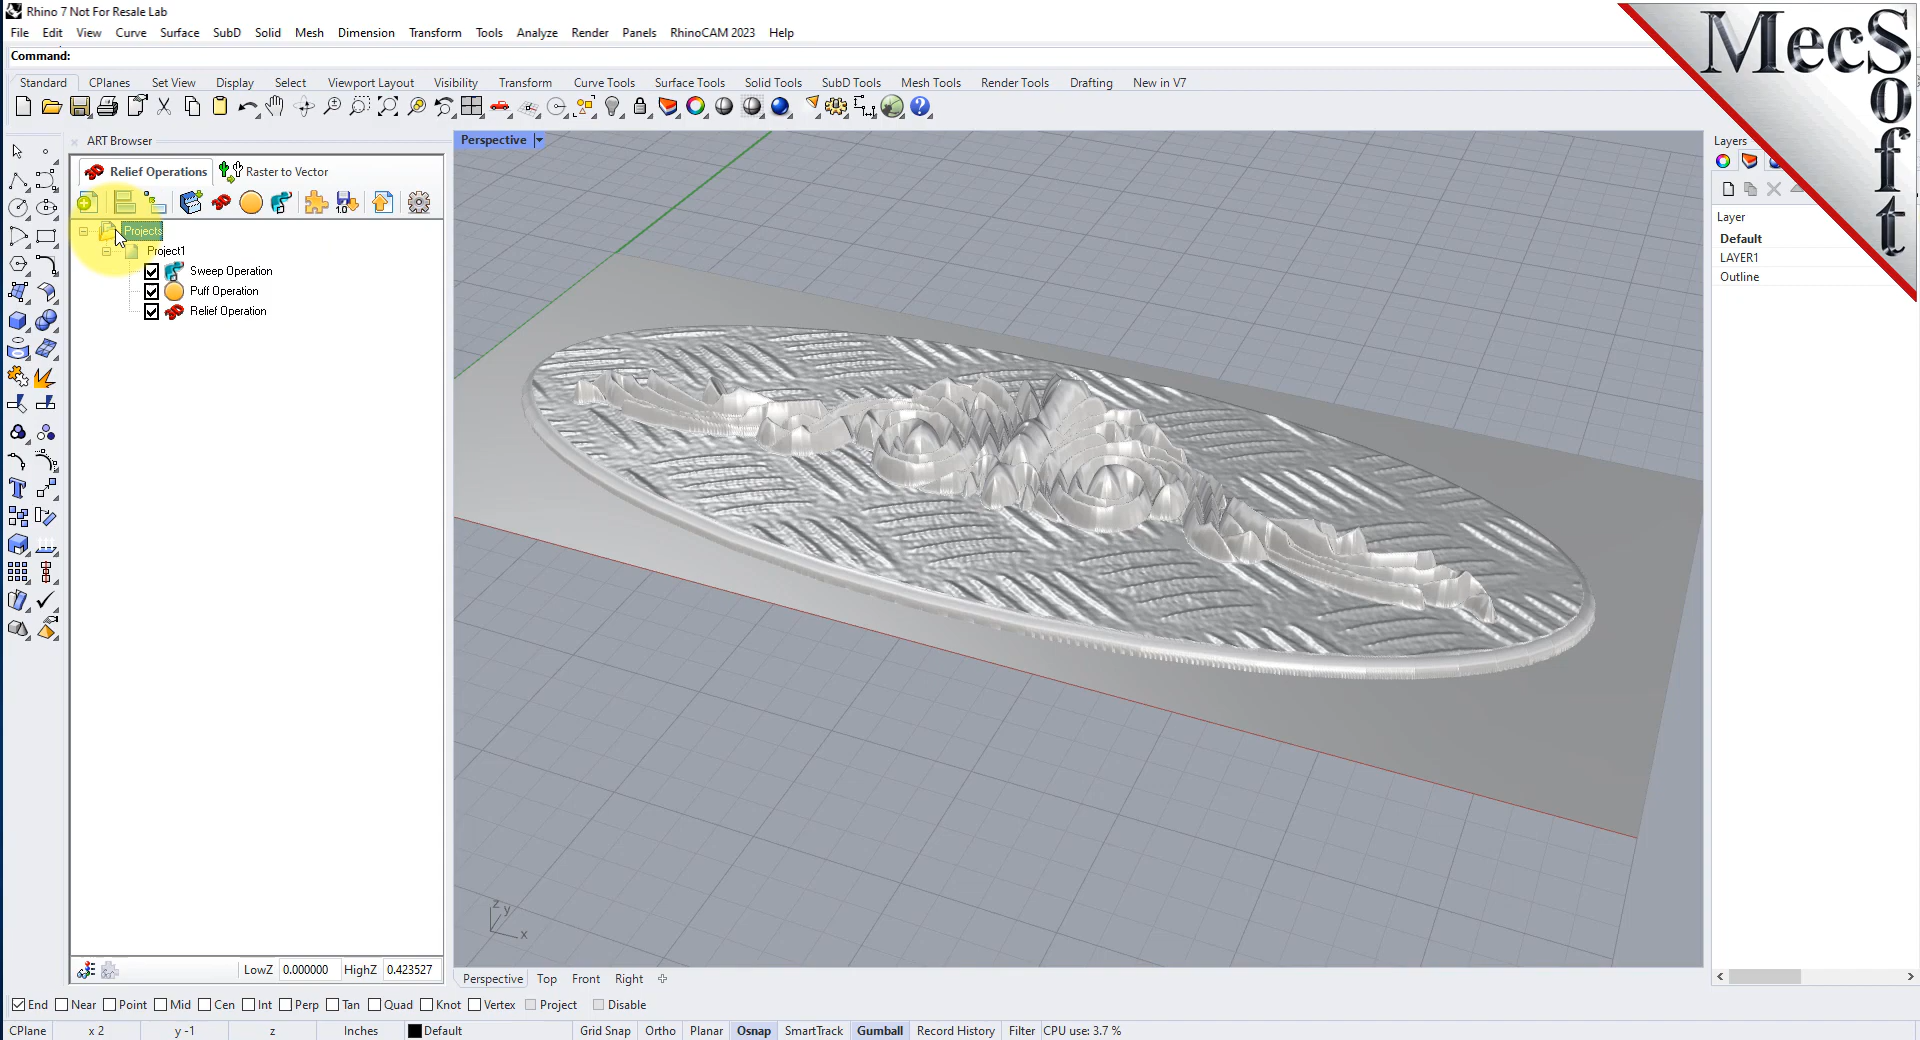 Rhino 7 Not For Resale Lab
File Edit View Curve Surface SubD Solid Mesh Dimension Transform Tools Analyze Render Panels RhinoCAM 2023 Help
Command:
Standard CPlanes Set View Display Select Viewport Layout Visibility Transform Curve Tools Surface Tools Solid Tools SubD Tools Mesh Tools Render Tools Drafting New in V7
MecSoft
ART Browser
Perspective
Layers
Relief Operations Raster to Vector
1.0
Layer
Projects
Default
Project1
LAYER1
Sweep Operation
Outline
Puff Operation
Relief Operation
z y
x
LowZ 0.000000 HighZ 0.423527
Perspective Top Front Right
End Near Point Mid Cen Int Perp Tan Quad Knot Vertex Project Disable
CPlane x 2 y -1 z Inches Default Grid Snap Ortho Planar Osnap SmartTrack Gumball Record History Filter CPU use: 3.7 %